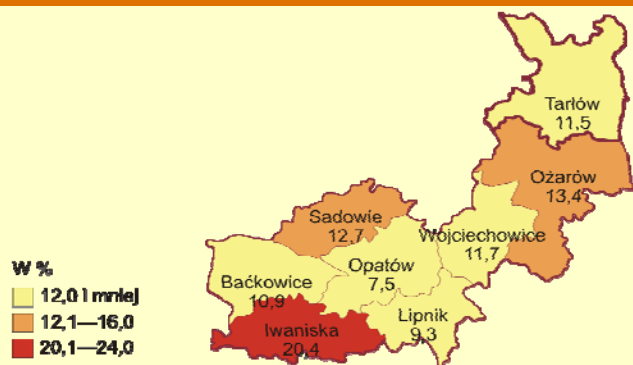 Tarłów
11,5
Ożarów
13,4
Sadowie
12,7
Wojciechowice
11,7
Opatów
7,5
Baćkowice
10,9
Lipnik
9,3
Iwaniska
20,4
W %
12,0 i mniej
12,1—16,0
20,1—24,0